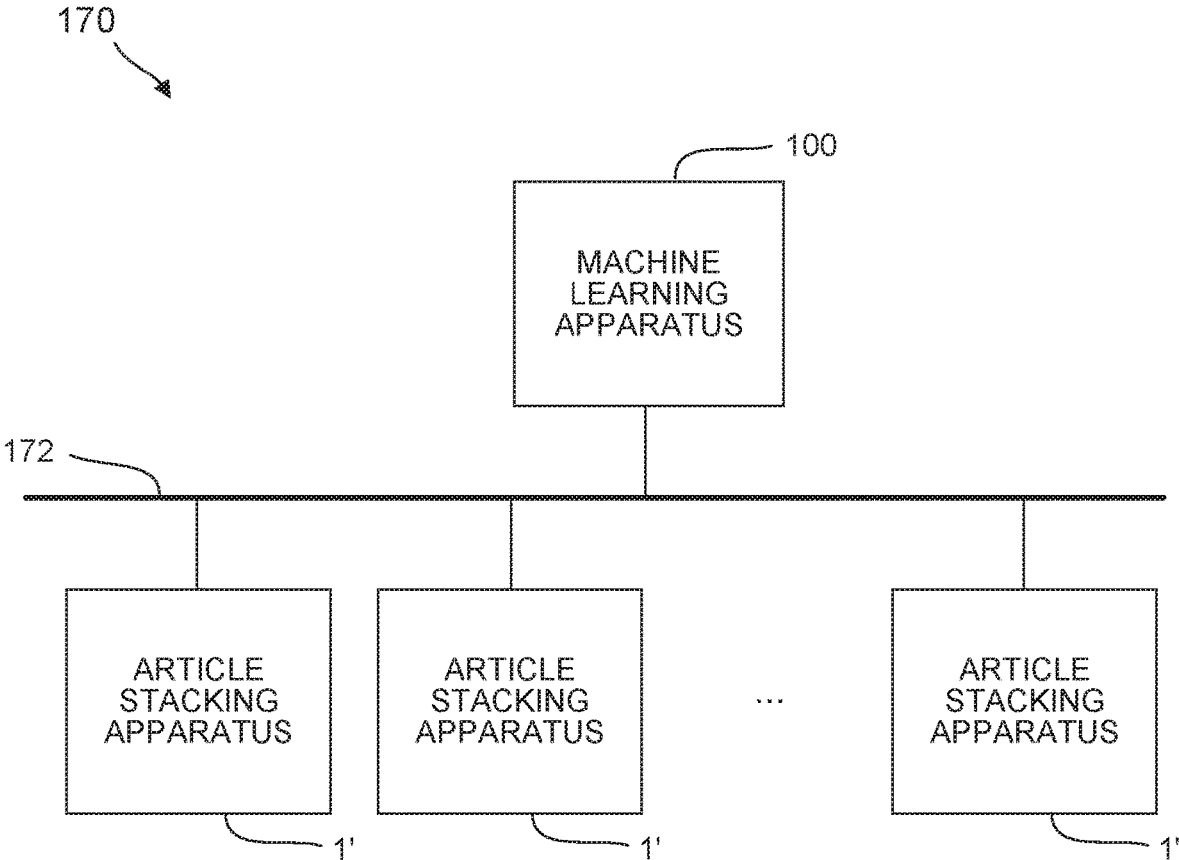 170
100
MACHINE
LEARNING
APPARATUS
172
ARTICLE
STACKING
APPARATUS
ARTICLE
STACKING
APPARATUS
...
ARTICLE
STACKING
APPARATUS
1'
1'
1'